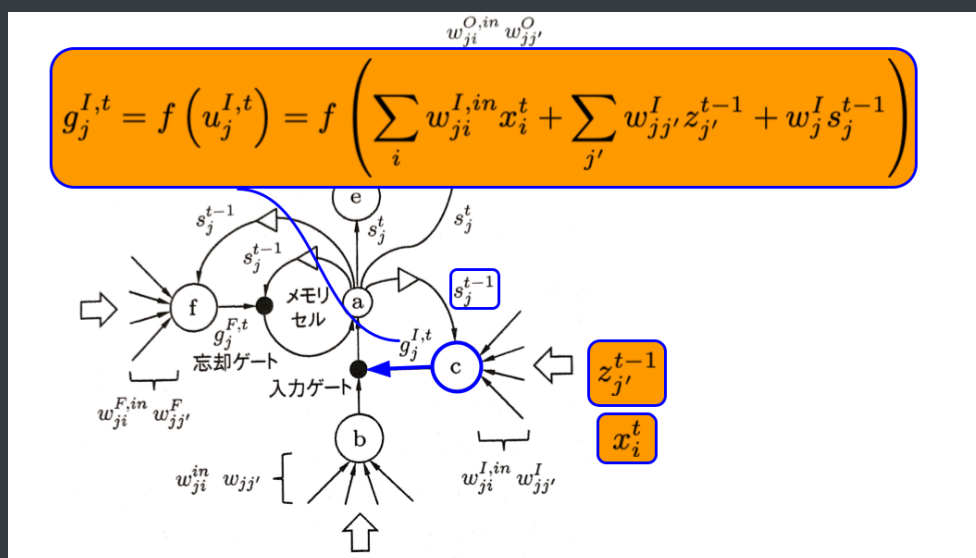 w_{ji}^{O,in} w_{jj'}^{O}
g_j^{I,t} = f(u_j^{I,t}) = f(∑_i w_{ji}^{I,in} x_i^t + ∑_{j'} w_{jj'}^I z_{j'}^{t-1} + w_j^I s_j^{t-1})
e
s_j^{t-1}
s_j^t
s_j^t
s_j^{t-1}
メモリ
セル
a
s_j^{t-1}
f
g_j^{F,t}
忘却ゲート
g_j^{I,t}
c
z_{j'}^{t-1}
入力ゲート
w_{ji}^{F,in} w_{jj'}^F
b
x_i^t
w_{ji}^{in} w_{jj'}
w_{ji}^{I,in} w_{jj'}^I